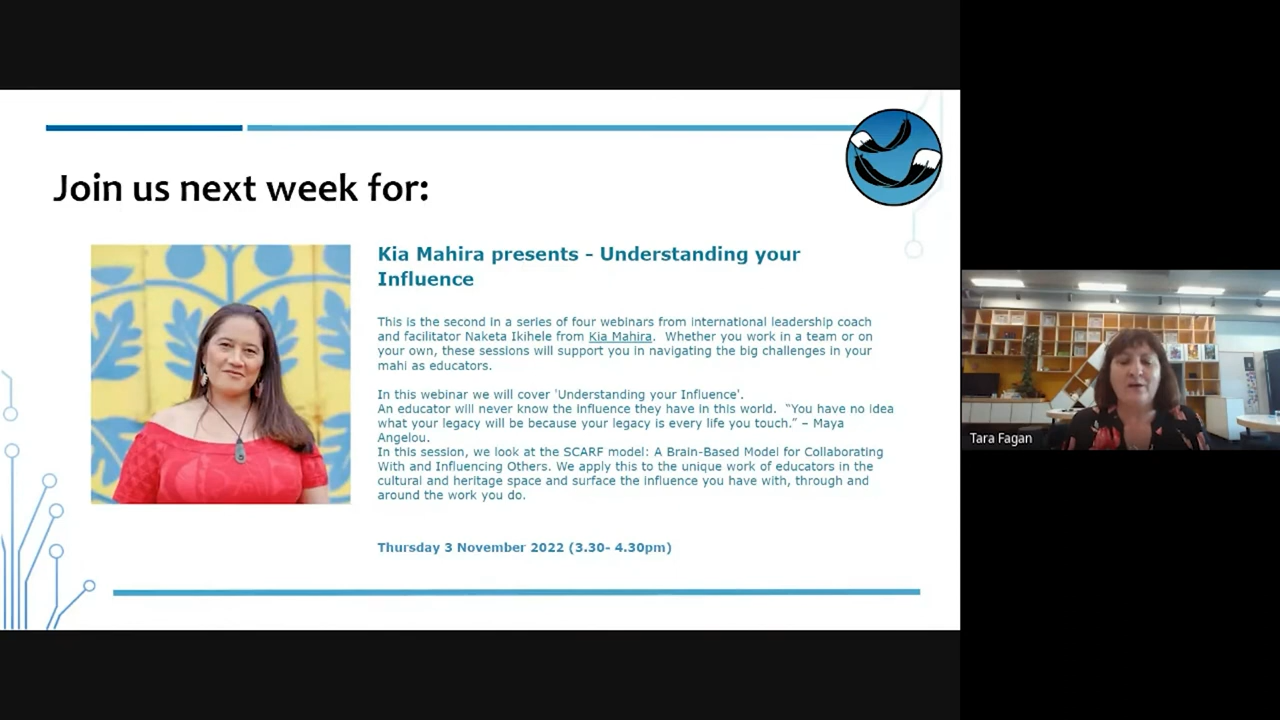 Join us next week for:
Kia Mahira presents - Understanding your
Influence
This is the second in a series of four webinars from international leadership coach
and facilitator Naketa Ikihele from Kia Mahira.  Whether you work in a team or on
your own, these sessions will support you in navigating the big challenges in your
mahi as educators.
In this webinar we will cover 'Understanding your Influence'.
An educator will never know the influence they have in this world.  “You have no idea
what your legacy will be because your legacy is every life you touch.” – Maya
Angelou.
In this session, we look at the SCARF model: A Brain-Based Model for Collaborating
With and Influencing Others. We apply this to the unique work of educators in the
cultural and heritage space and surface the influence you have with, through and
around the work you do.
Thursday 3 November 2022 (3.30- 4.30pm)
Tara Fagan